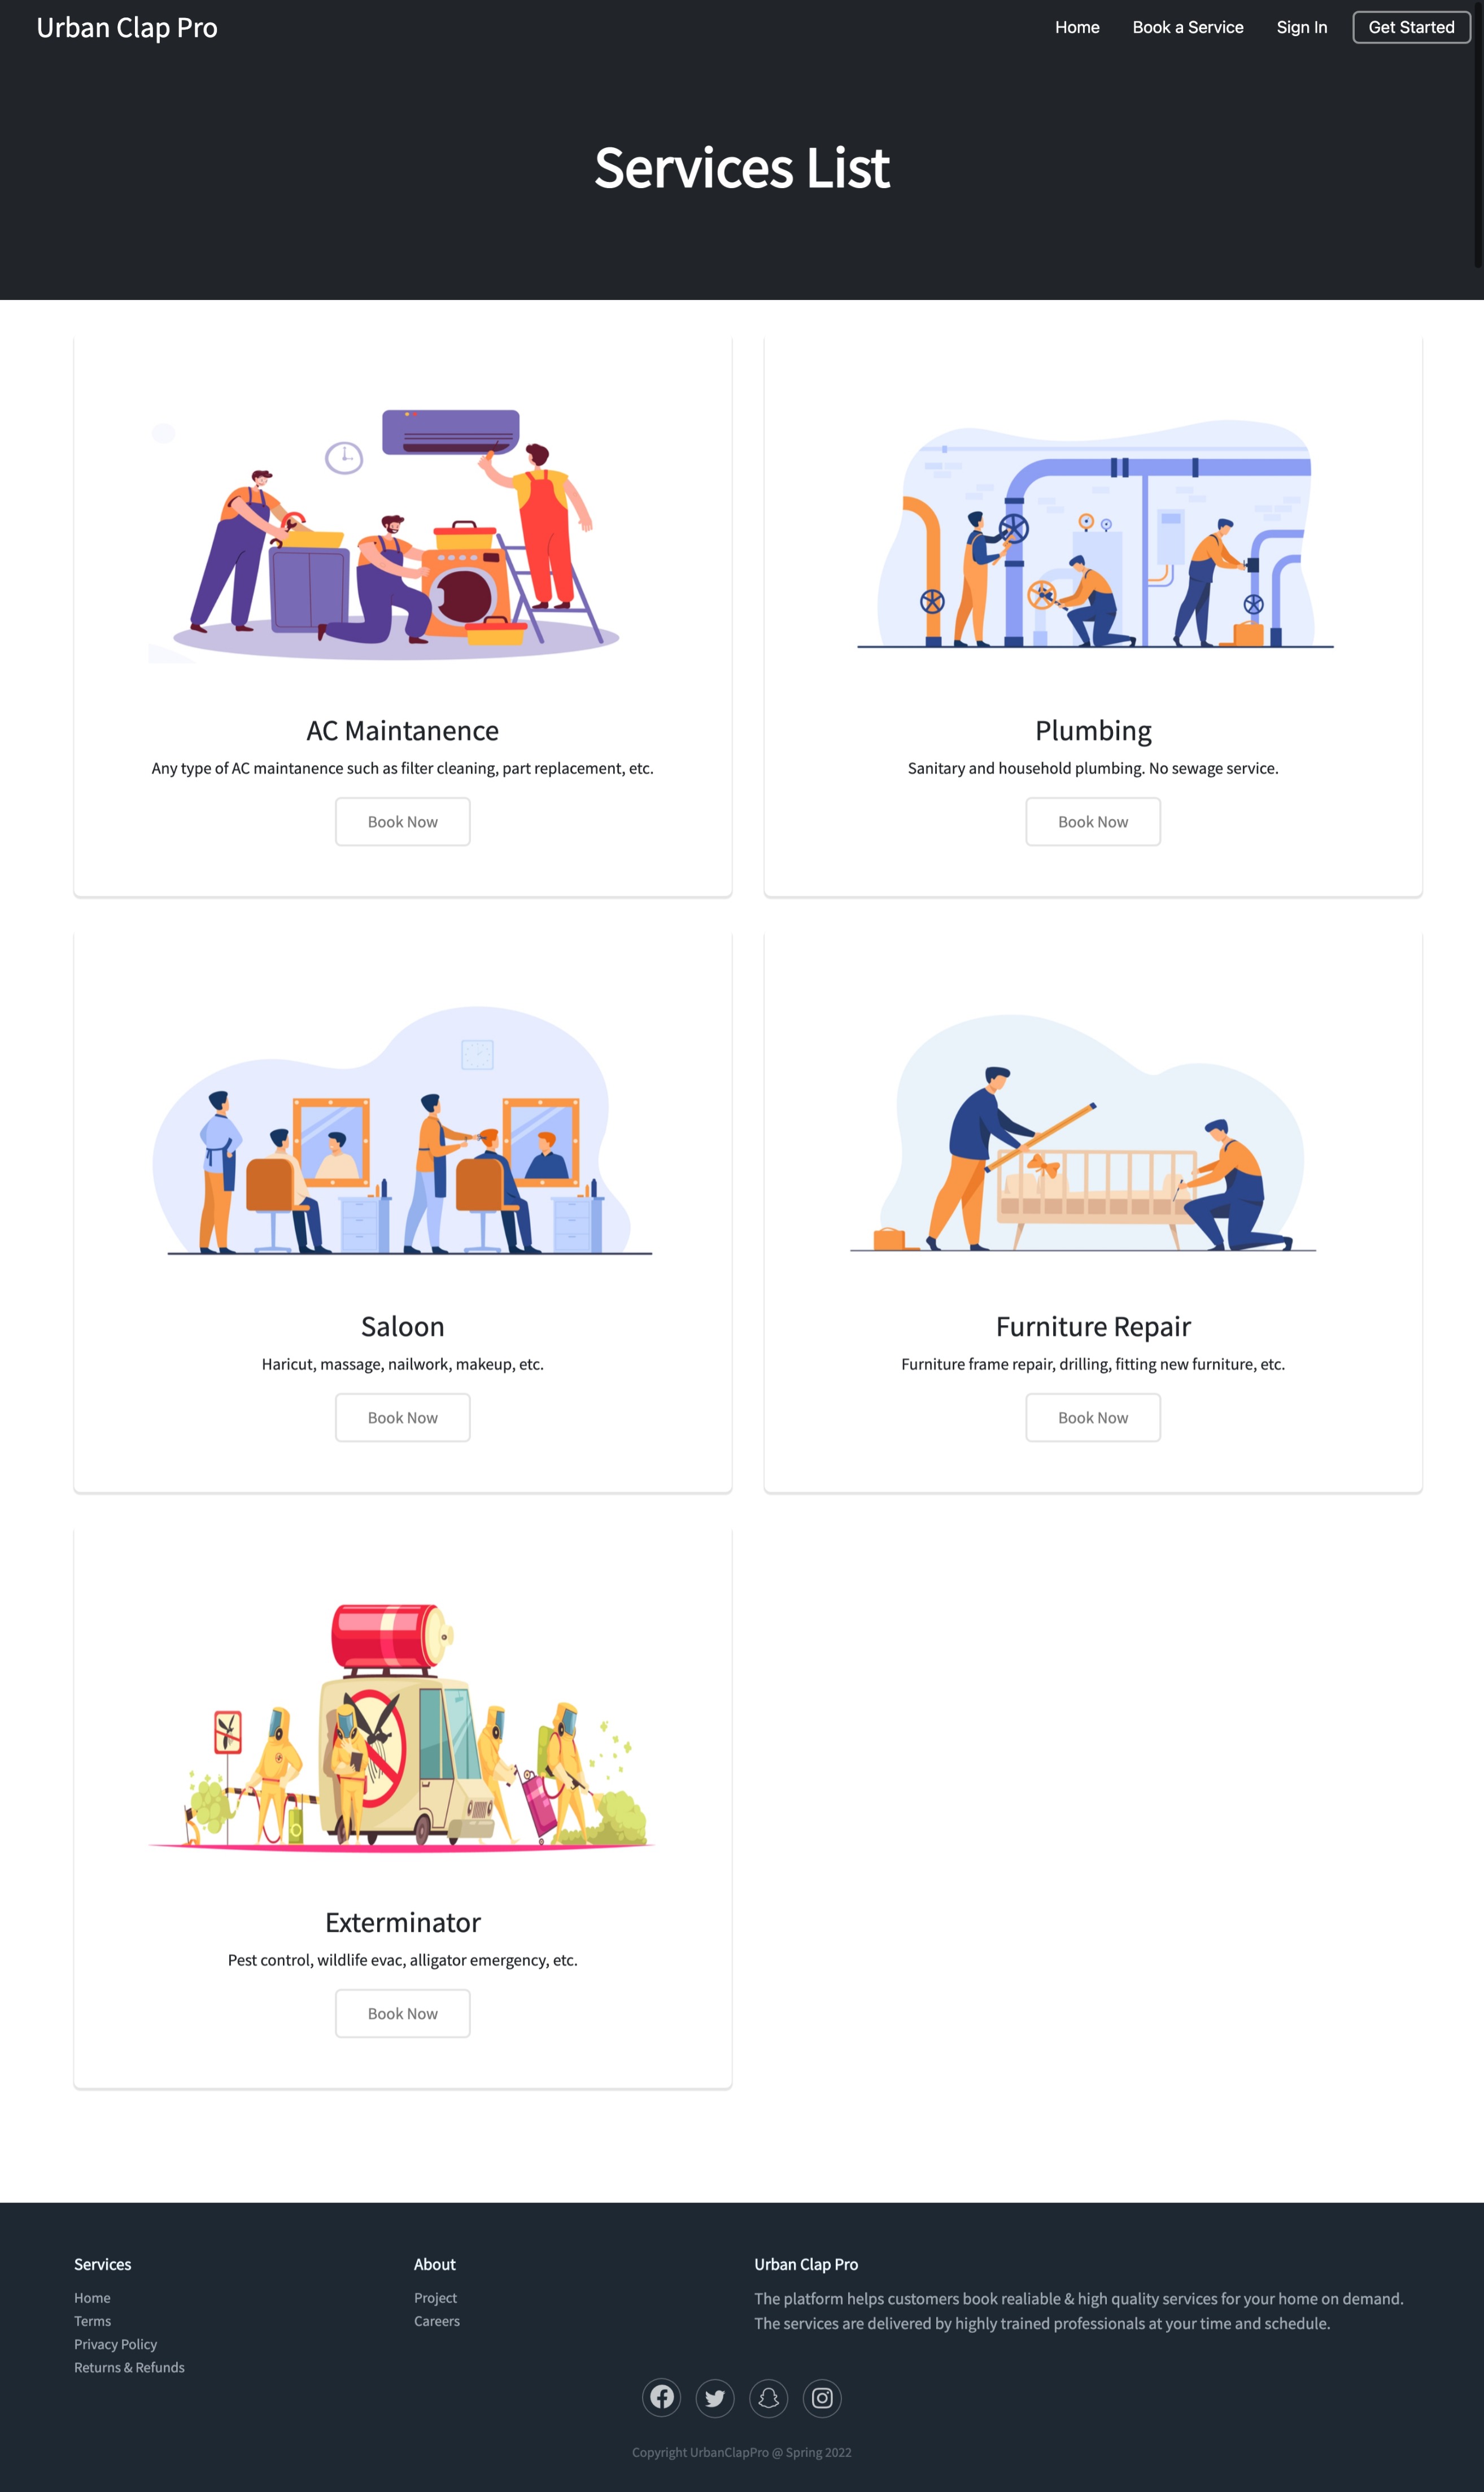 Urban Clap Pro
Home
Book a Service
Sign In
Get Started
Services List
AC Maintanence
Any type of AC maintanence such as filter cleaning, part replacement, etc.
Book Now
Plumbing
Sanitary and household plumbing. No sewage service.
Book Now
Saloon
Haricut, massage, nailwork, makeup, etc.
Book Now
Furniture Repair
Furniture frame repair, drilling, fitting new furniture, etc.
Book Now
Exterminator
Pest control, wildlife evac, alligator emergency, etc.
Book Now
Services
Home
Terms
Privacy Policy
Returns & Refunds
About
Project
Careers
Urban Clap Pro
The platform helps customers book realiable & high quality services for your home on demand.
The services are delivered by highly trained professionals at your time and schedule.
Copyright UrbanClapPro @ Spring 2022